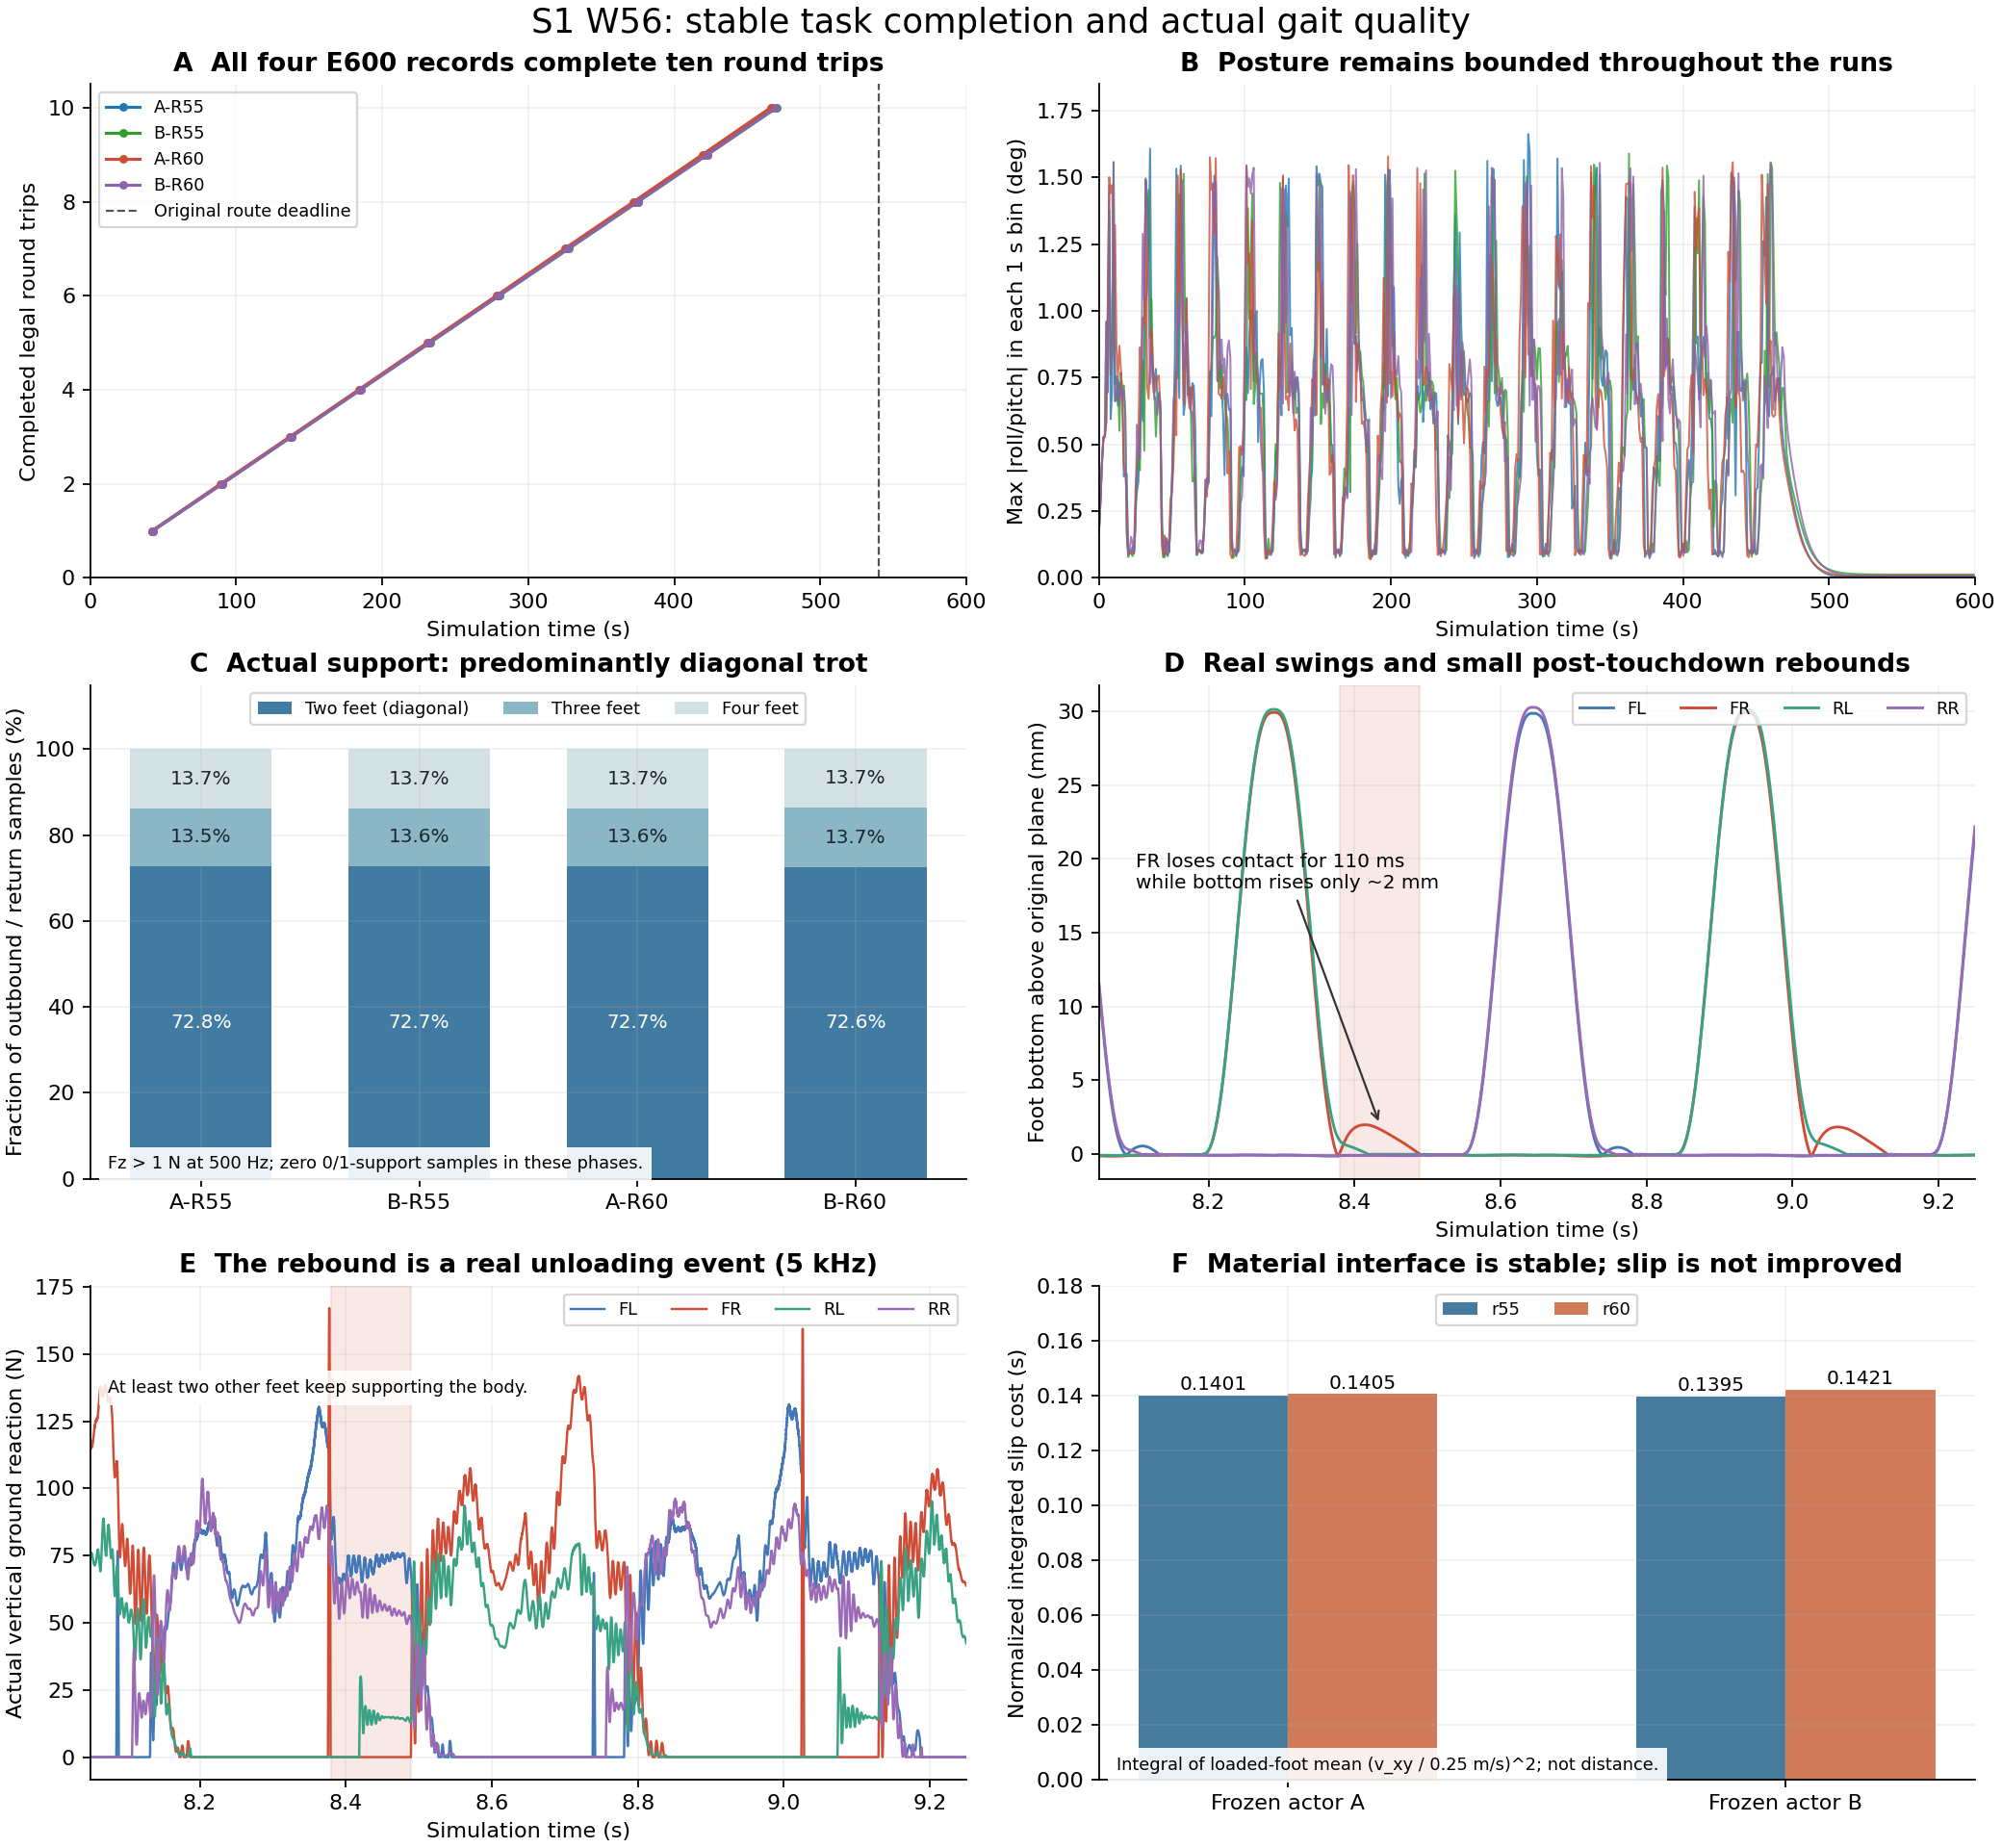 S1 W56: stable task completion and actual gait quality
A  All four E600 records complete ten round trips
Completed legal round trips
10
8
6
4
2
0
A-R55
B-R55
A-R60
B-R60
Original route deadline
0 100 200 300 400 500 600
Simulation time (s)
B  Posture remains bounded throughout the runs
Max |roll/pitch| in each 1 s bin (deg)
1.75
1.50
1.25
1.00
0.75
0.50
0.25
0.00
0 100 200 300 400 500 600
Simulation time (s)
C  Actual support: predominantly diagonal trot
Fraction of outbound / return samples (%)
Two feet (diagonal) Three feet Four feet
100
80
60
40
20
0
13.7% 13.7% 13.7% 13.7%
13.5% 13.6% 13.6% 13.7%
72.8% 72.7% 72.7% 72.6%
Fz > 1 N at 500 Hz; zero 0/1-support samples in these phases.
A-R55 B-R55 A-R60 B-R60
D  Real swings and small post-touchdown rebounds
Foot bottom above original plane (mm)
30
25
20
15
10
5
0
FL FR RL RR
FR loses contact for 110 ms
while bottom rises only ~2 mm
8.2 8.4 8.6 8.8 9.0 9.2
Simulation time (s)
E  The rebound is a real unloading event (5 kHz)
Actual vertical ground reaction (N)
175
150
125
100
75
50
25
0
FL FR RL RR
At least two other feet keep supporting the body.
8.2 8.4 8.6 8.8 9.0 9.2
Simulation time (s)
F  Material interface is stable; slip is not improved
Normalized integrated slip cost (s)
0.18
0.16
0.14
0.12
0.10
0.08
0.06
0.04
0.02
0.00
r55 r60
0.1401 0.1405 0.1395 0.1421
Integral of loaded-foot mean (v_xy / 0.25 m/s)^2; not distance.
Frozen actor A Frozen actor B